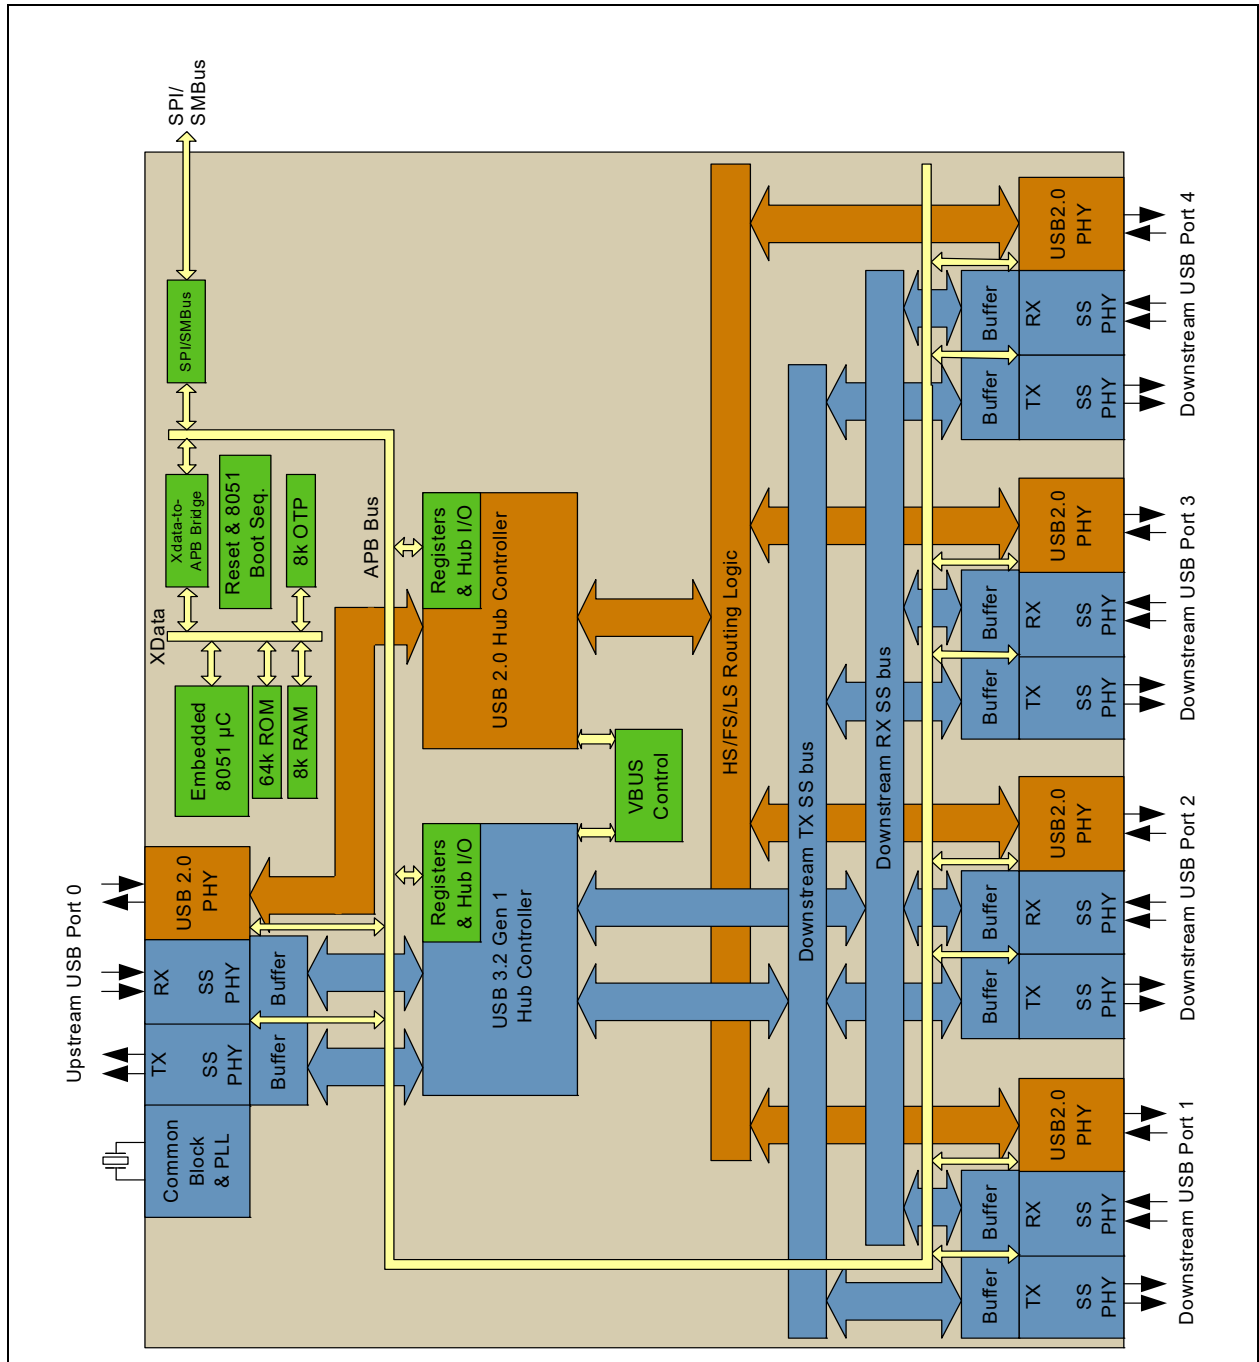 SPI/
SMBus
SPI/SMBus
Xdata-to-
APB Bridge
Reset & 8051
Boot Seq.
8k OTP
XData
Embedded
8051 µC
64k ROM
8k RAM
APB Bus
Registers
& Hub I/O
USB 2.0 Hub Controller
VBUS
Control
Registers
& Hub I/O
USB 3.2 Gen 1
Hub Controller
Upstream USB Port 0
USB 2.0
PHY
RX
SS
PHY
Buffer
TX
SS
PHY
Buffer
Common
Block
& PLL
HS/FS/LS Routing Logic
Downstream TX SS bus
Downstream RX SS bus
USB2.0
PHY
Buffer
RX
SS
PHY
Buffer
TX
SS
PHY
Downstream USB Port 4
USB2.0
PHY
Buffer
RX
SS
PHY
Buffer
TX
SS
PHY
Downstream USB Port 3
USB2.0
PHY
Buffer
RX
SS
PHY
Buffer
TX
SS
PHY
Downstream USB Port 2
USB2.0
PHY
Buffer
RX
SS
PHY
Buffer
TX
SS
PHY
Downstream USB Port 1